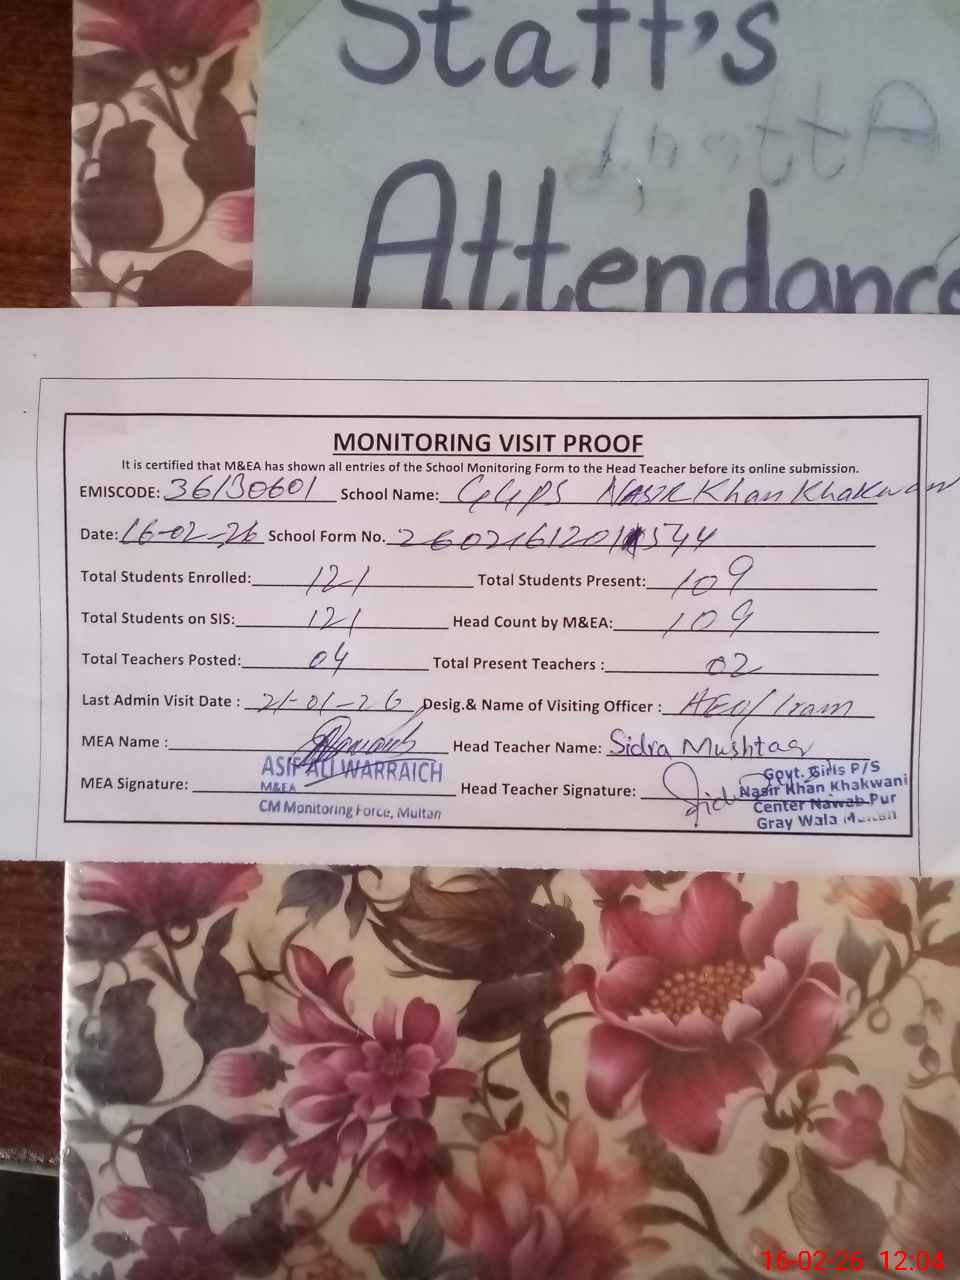 Staff's
Attendance
MONITORING VISIT PROOF
It is certified that M&EA has shown all entries of the School Monitoring Form to the Head Teacher before its online submission.
EMISCODE: 36130601 School Name: GGPS NASIR Khan Khakwani
Date: 16-02-26 School Form No. 260216120 544
Total Students Enrolled: 121 Total Students Present: 109
Total Students on SIS: 121 Head Count by M&EA: 109
Total Teachers Posted: 04 Total Present Teachers : 02
Last Admin Visit Date : 21-01-26 Desig.& Name of Visiting Officer : AEO/Iram
MEA Name : Head Teacher Name: Sidra Mushtaq
ASIF ALI WARRAICH
M&EA
CM Monitoring Force, Multan
MEA Signature: Head Teacher Signature: Sidra
Govt. Girls P/S
Nasir Khan Khakwani
Center Nawab Pur
Gray Wala Multan
16-02-26 12:04